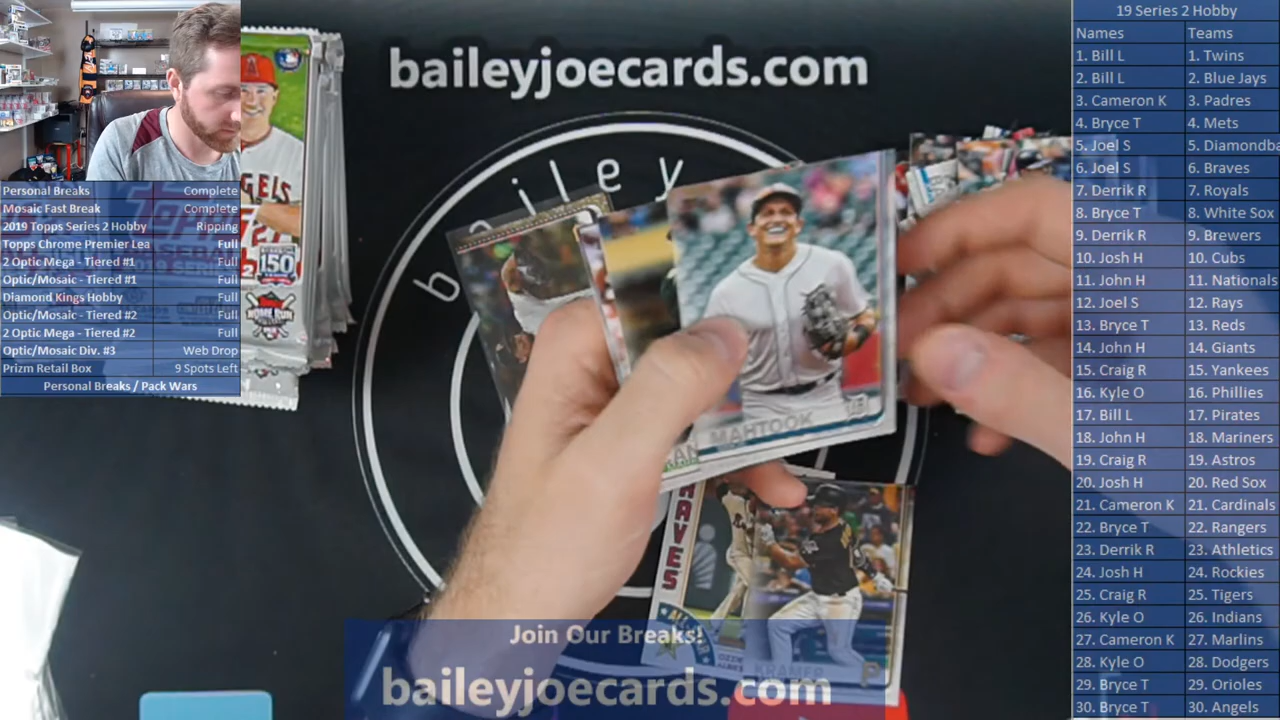 baileyjoecards.com
bailey
Personal Breaks Complete
Mosaic Fast Break Complete
2019 Topps Series 2 Hobby Ripping
Topps Chrome Premier Lea Full
2 Optic Mega - Tiered #1 Full
Optic/Mosaic - Tiered #1 Full
Diamond Kings Hobby Full
Optic/Mosaic - Tiered #2 Full
2 Optic Mega - Tiered #2 Full
Optic/Mosaic Div. #3 Web Drop
Prizm Retail Box 9 Spots Left
Personal Breaks / Pack Wars
150
HOME RUN
MAHTOOK
KRAMER
P
Join Our Breaks!
baileyjoecards.com
19 Series 2 Hobby
Names Teams
1. Bill L 1. Twins
2. Bill L 2. Blue Jays
3. Cameron K 3. Padres
4. Bryce T 4. Mets
5. Joel S 5. Diamondba
6. Joel S 6. Braves
7. Derrik R 7. Royals
8. Bryce T 8. White Sox
9. Derrik R 9. Brewers
10. Josh H 10. Cubs
11. John H 11. Nationals
12. Joel S 12. Rays
13. Bryce T 13. Reds
14. John H 14. Giants
15. Craig R 15. Yankees
16. Kyle O 16. Phillies
17. Bill L 17. Pirates
18. John H 18. Mariners
19. Craig R 19. Astros
20. Josh H 20. Red Sox
21. Cameron K 21. Cardinals
22. Bryce T 22. Rangers
23. Derrik R 23. Athletics
24. Josh H 24. Rockies
25. Craig R 25. Tigers
26. Kyle O 26. Indians
27. Cameron K 27. Marlins
28. Kyle O 28. Dodgers
29. Bryce T 29. Orioles
30. Bryce T 30. Angels